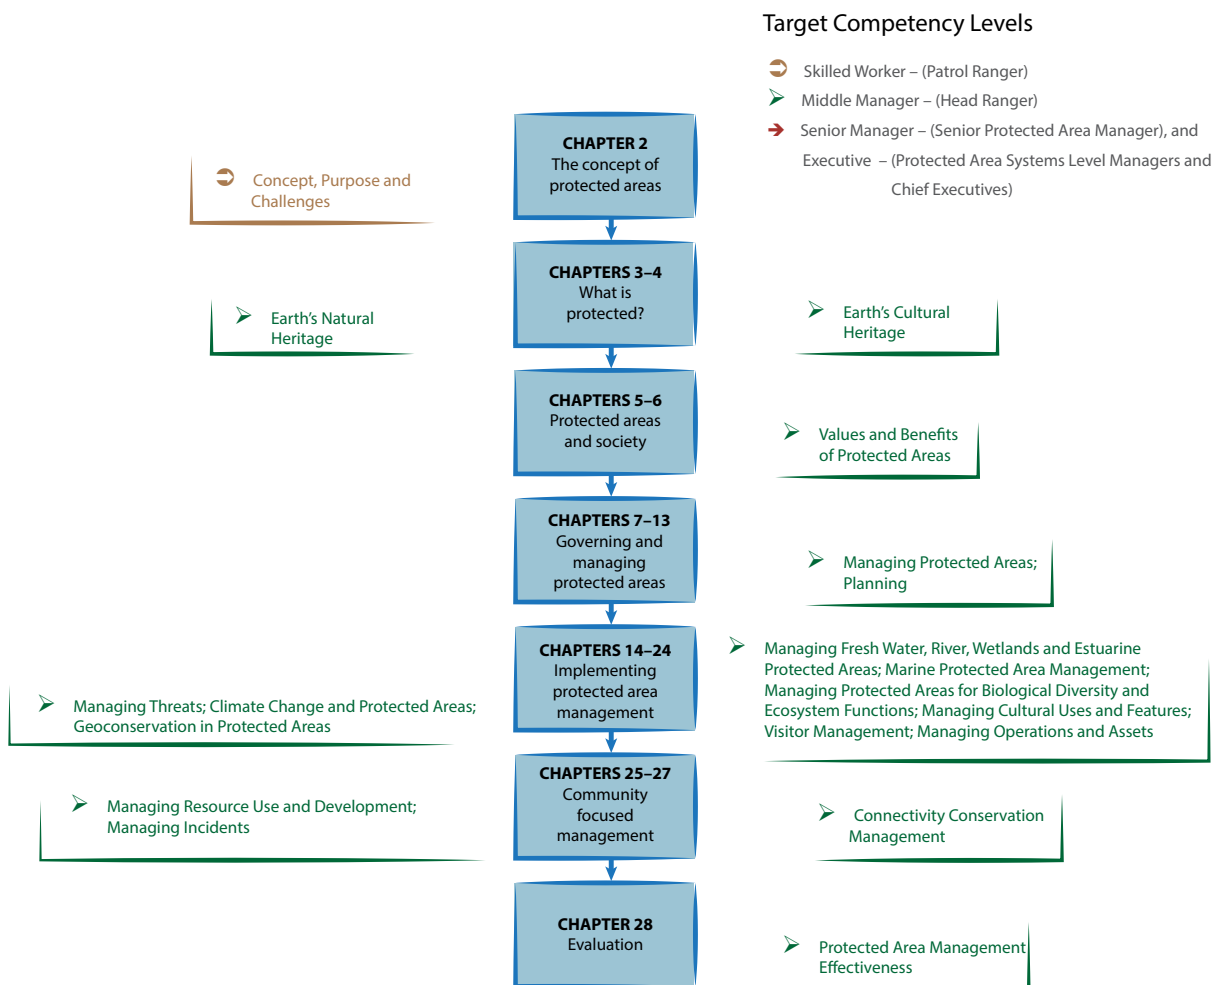 Target Competency Levels
Skilled Worker – (Patrol Ranger)
Middle Manager – (Head Ranger)
Senior Manager – (Senior Protected Area Manager), and
Executive – (Protected Area Systems Level Managers and
Chief Executives)
CHAPTER 2
The concept of
protected areas
Concept, Purpose and
Challenges
CHAPTERS 3–4
What is
protected?
Earth’s Natural
Heritage
Earth’s Cultural
Heritage
CHAPTERS 5–6
Protected areas
and society
Values and Benefits
of Protected Areas
CHAPTERS 7–13
Governing and
managing
protected areas
Managing Protected Areas;
Planning
CHAPTERS 14–24
Implementing
protected area
management
Managing Threats; Climate Change and Protected Areas;
Geoconservation in Protected Areas
Managing Fresh Water, River, Wetlands and Estuarine
Protected Areas; Marine Protected Area Management;
Managing Protected Areas for Biological Diversity and
Ecosystem Functions; Managing Cultural Uses and Features;
Visitor Management; Managing Operations and Assets
CHAPTERS 25–27
Community
focused
management
Managing Resource Use and Development;
Managing Incidents
Connectivity Conservation
Management
CHAPTER 28
Evaluation
Protected Area Management
Effectiveness